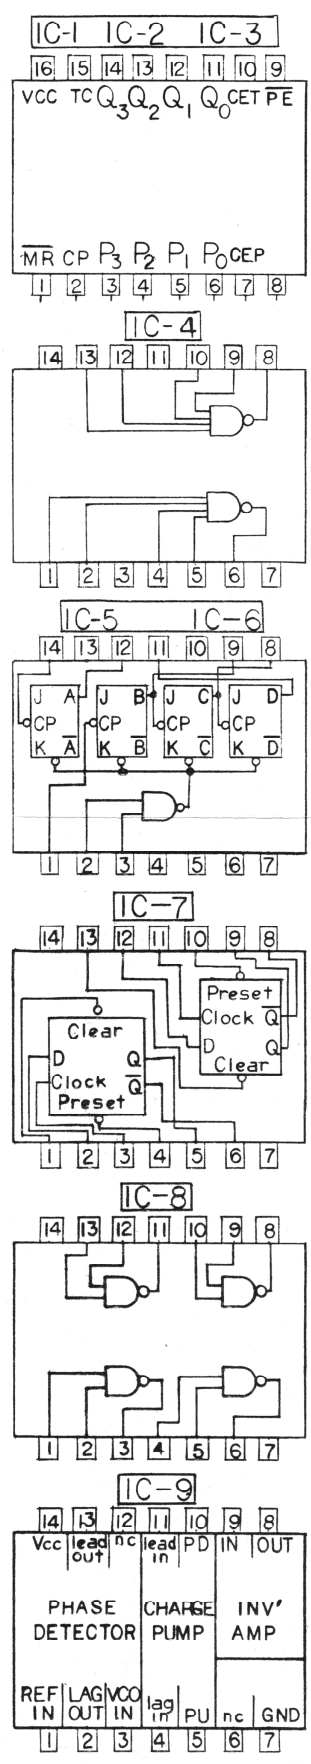 IC-1 IC-2 IC-3
16 15 14 13 12 11 10 9
VCC TC Q3 Q2 Q1 Q0 CET PE
MR CP P3 P2 P1 P0 CEP
1 2 3 4 5 6 7 8
IC-4
14 13 12 11 10 9 8
1 2 3 4 5 6 7
IC-5 IC-6
14 13 12 11 10 9 8
J A J B J C J D
CP CP CP CP
K A K B K C K D
1 2 3 4 5 6 7
IC-7
14 13 12 11 10 9 8
Preset
Clock Q
D Q
Clear
Clear
D Q
Clock Q
Preset
1 2 3 4 5 6 7
IC-8
14 13 12 11 10 9 8
1 2 3 4 5 6 7
IC-9
14 13 12 11 10 9 8
Vcc lead out nc lead in PD IN OUT
PHASE DETECTOR
CHARGE PUMP
INV' AMP
REF IN LAG OUT VCO IN lag in PU nc GND
1 2 3 4 5 6 7